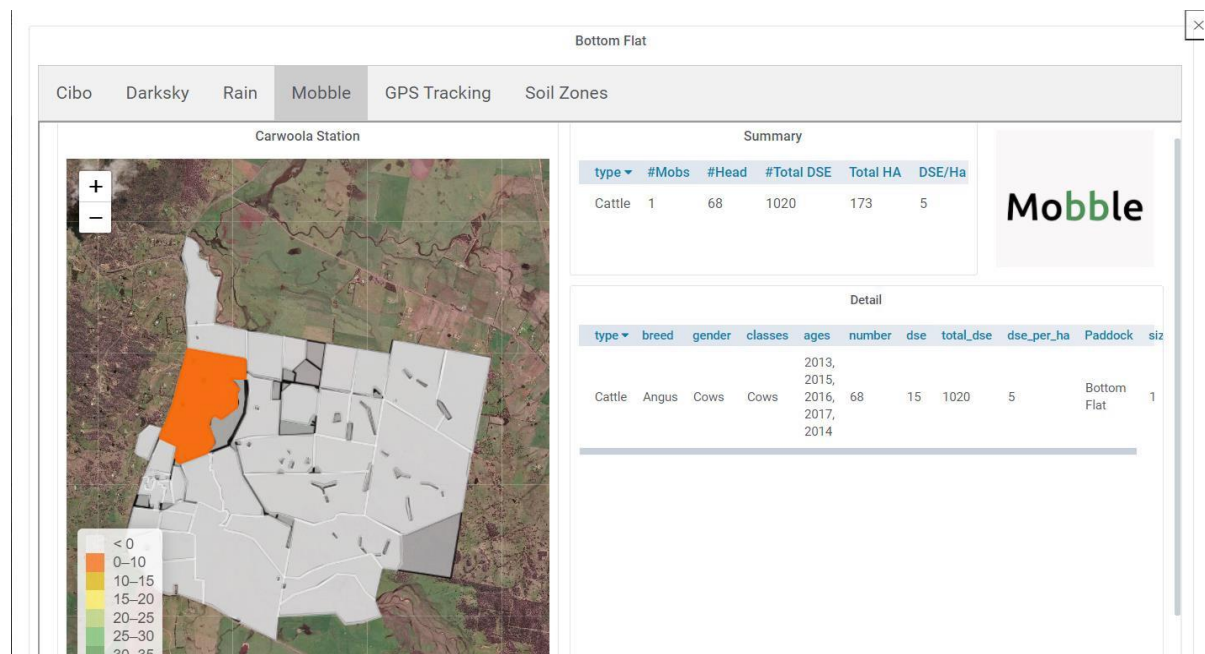 Bottom Flat
Cibo Darksky Rain Mobble GPS Tracking Soil Zones
Carwoola Station
+
−
< 0
0–10
10–15
15–20
20–25
25–30
30–35
Summary
type #Mobs #Head #Total DSE Total HA DSE/Ha
Cattle 1 68 1020 173 5
Mobble
Detail
type breed gender classes ages number dse total_dse dse_per_ha Paddock siz
Cattle Angus Cows Cows 2013, 2015, 2016, 2017, 2014 68 15 1020 5 Bottom Flat 1